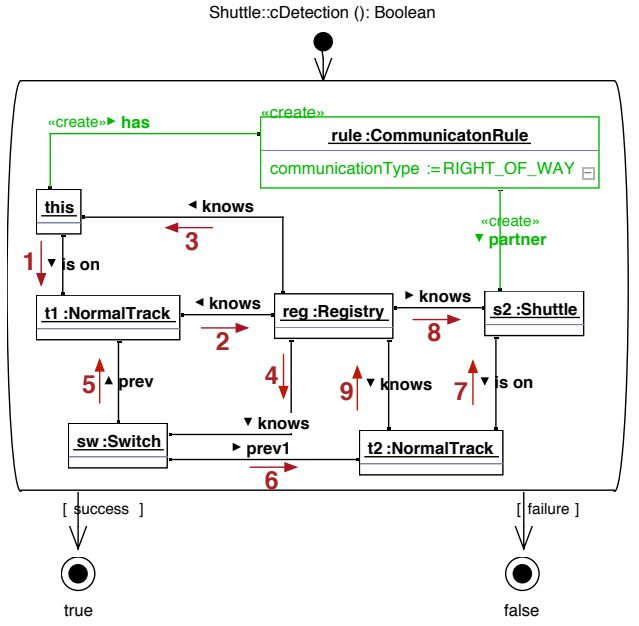 Shuttle::cDetection (): Boolean
«create»
«create» ► has
rule :CommunicatonRule
communicationType := RIGHT_OF_WAY
this
◄ knows
«create»
▼ partner
3
1
▼ is on
t1 :NormalTrack
◄ knows
reg :Registry
► knows
s2 :Shuttle
2
8
5
▲ prev
4
9
▼ knows
7
▼ is on
▼ knows
sw :Switch
► prev1
t2 :NormalTrack
6
[ success ]
[ failure ]
true
false